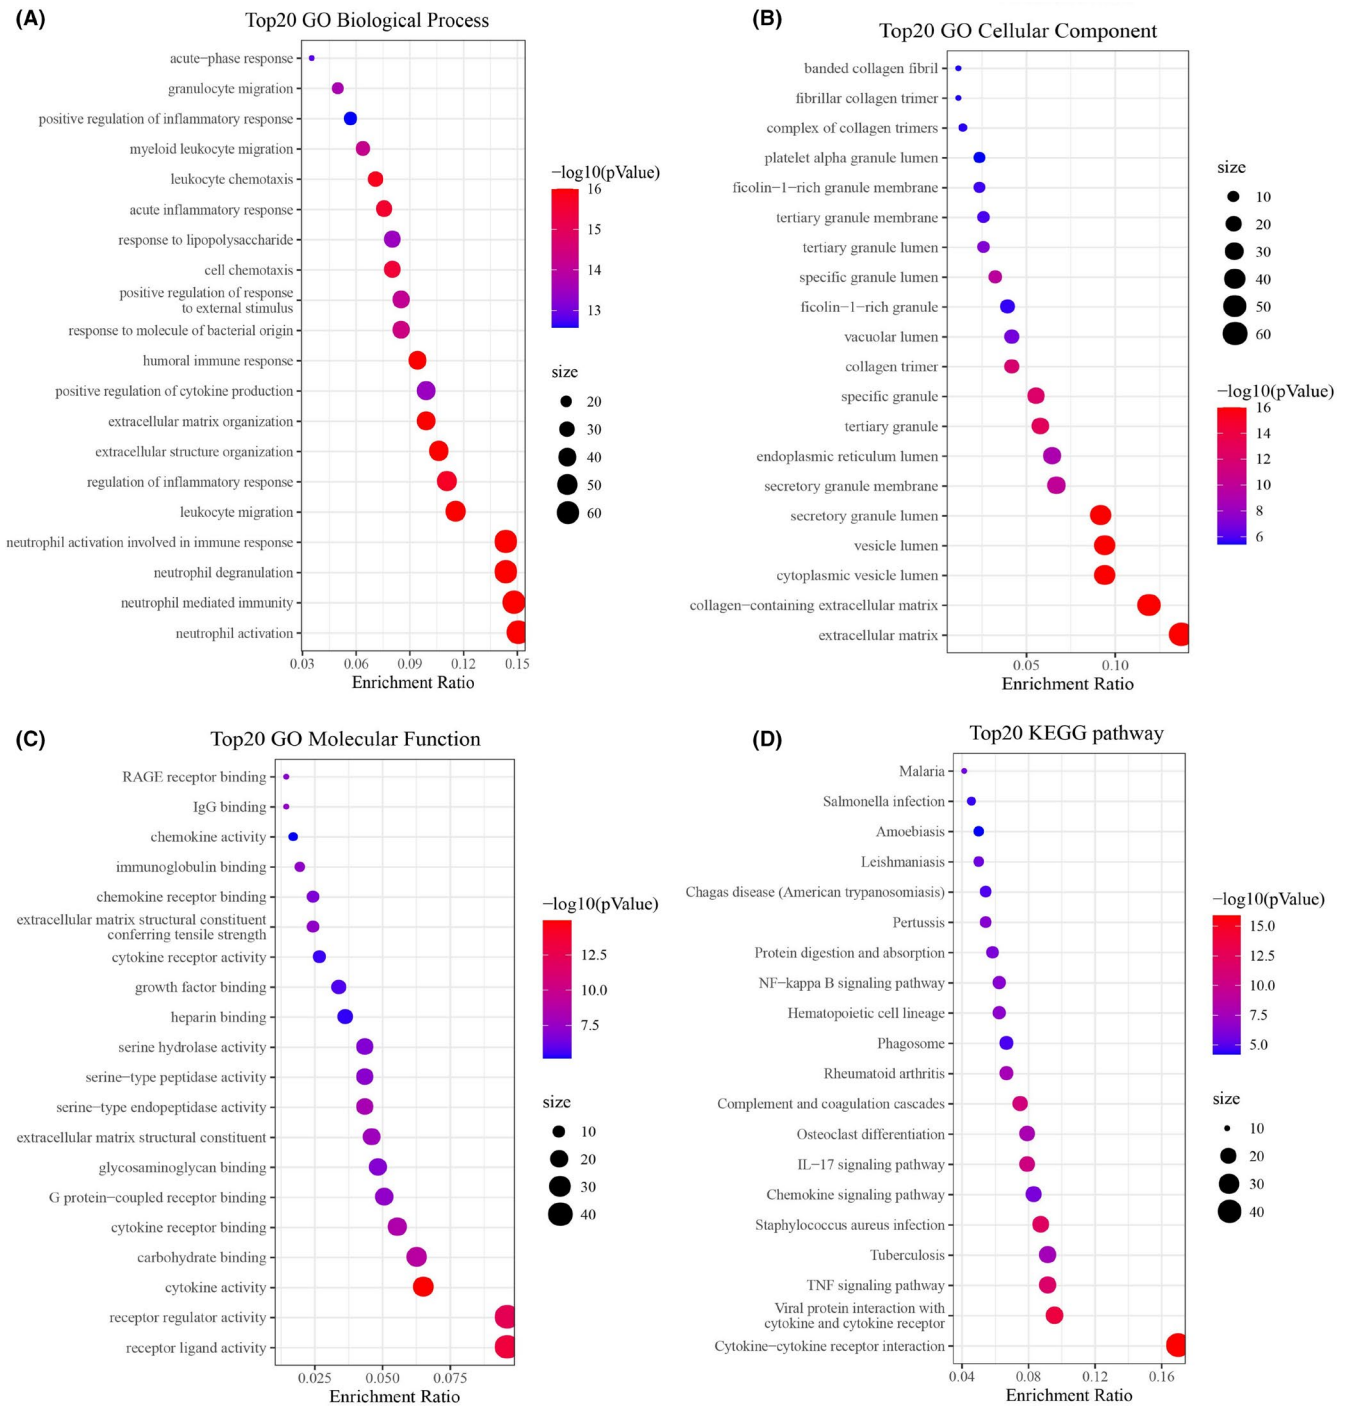 (A)
Top20 GO Biological Process
acute−phase response
granulocyte migration
positive regulation of inflammatory response
myeloid leukocyte migration
leukocyte chemotaxis
acute inflammatory response
response to lipopolysaccharide
cell chemotaxis
positive regulation of response
to external stimulus
response to molecule of bacterial origin
humoral immune response
positive regulation of cytokine production
extracellular matrix organization
extracellular structure organization
regulation of inflammatory response
leukocyte migration
neutrophil activation involved in immune response
neutrophil degranulation
neutrophil mediated immunity
neutrophil activation
0.03 0.06 0.09 0.12 0.15
Enrichment Ratio
−log10(pValue)
16
15
14
13
size
20
30
40
50
60
(B)
Top20 GO Cellular Component
banded collagen fibril
fibrillar collagen trimer
complex of collagen trimers
platelet alpha granule lumen
ficolin−1−rich granule membrane
tertiary granule membrane
tertiary granule lumen
specific granule lumen
ficolin−1−rich granule
vacuolar lumen
collagen trimer
specific granule
tertiary granule
endoplasmic reticulum lumen
secretory granule membrane
secretory granule lumen
vesicle lumen
cytoplasmic vesicle lumen
collagen−containing extracellular matrix
extracellular matrix
0.05 0.10
Enrichment Ratio
size
10
20
30
40
50
60
−log10(pValue)
16
14
12
10
8
6
(C)
Top20 GO Molecular Function
RAGE receptor binding
IgG binding
chemokine activity
immunoglobulin binding
chemokine receptor binding
extracellular matrix structural constituent
conferring tensile strength
cytokine receptor activity
growth factor binding
heparin binding
serine hydrolase activity
serine−type peptidase activity
serine−type endopeptidase activity
extracellular matrix structural constituent
glycosaminoglycan binding
G protein−coupled receptor binding
cytokine receptor binding
carbohydrate binding
cytokine activity
receptor regulator activity
receptor ligand activity
0.025 0.050 0.075
Enrichment Ratio
−log10(pValue)
12.5
10.0
7.5
size
10
20
30
40
(D)
Top20 KEGG pathway
Malaria
Salmonella infection
Amoebiasis
Leishmaniasis
Chagas disease (American trypanosomiasis)
Pertussis
Protein digestion and absorption
NF−kappa B signaling pathway
Hematopoietic cell lineage
Phagosome
Rheumatoid arthritis
Complement and coagulation cascades
Osteoclast differentiation
IL−17 signaling pathway
Chemokine signaling pathway
Staphylococcus aureus infection
Tuberculosis
TNF signaling pathway
Viral protein interaction with
cytokine and cytokine receptor
Cytokine−cytokine receptor interaction
0.04 0.08 0.12 0.16
Enrichment Ratio
−log10(pValue)
15.0
12.5
10.0
7.5
5.0
size
10
20
30
40